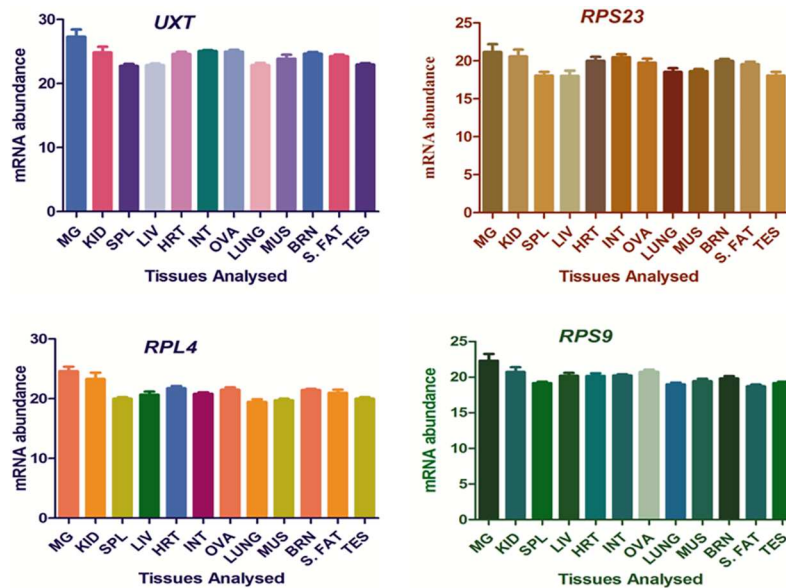 UXT
mRNA abundance
30
20
10
0
MG KID SPL LIV HRT INT OVA LUNG MUS BRN S. FAT TES
Tissues Analysed
RPS23
mRNA abundance
25
20
15
10
5
0
MG KID SPL LIV HRT INT OVA LUNG MUS BRN S. FAT TES
Tissues Analysed
RPL4
mRNA abundance
30
20
10
0
MG KID SPL LIV HRT INT OVA LUNG MUS BRN S. FAT TES
Tissues Analysed
RPS9
mRNA abundance
25
20
15
10
5
0
MG KID SPL LIV HRT INT OVA LUNG MUS BRN S. FAT TES
Tissues Analysed